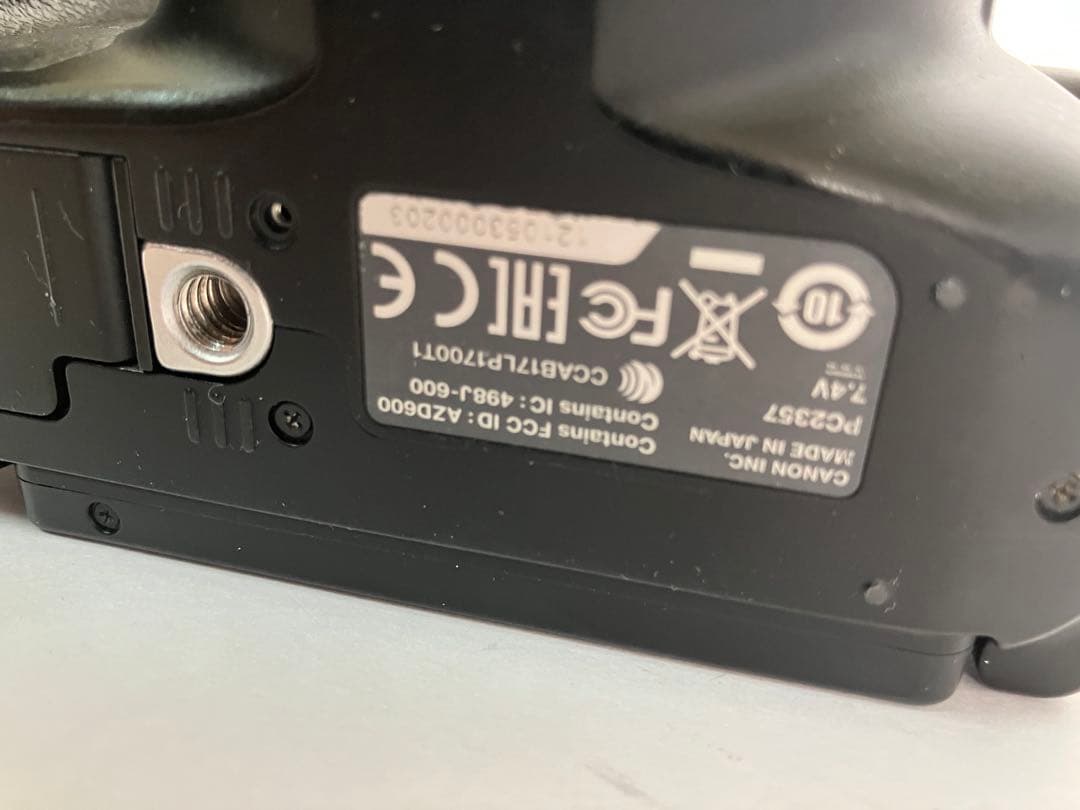 CANON INC.
MADE IN JAPAN
PC2357
7.4V
Contains FCC ID: AZD600
Contains IC: 498J-600
CCAB17LP1700T1
10
FC EAC CE
121053000203